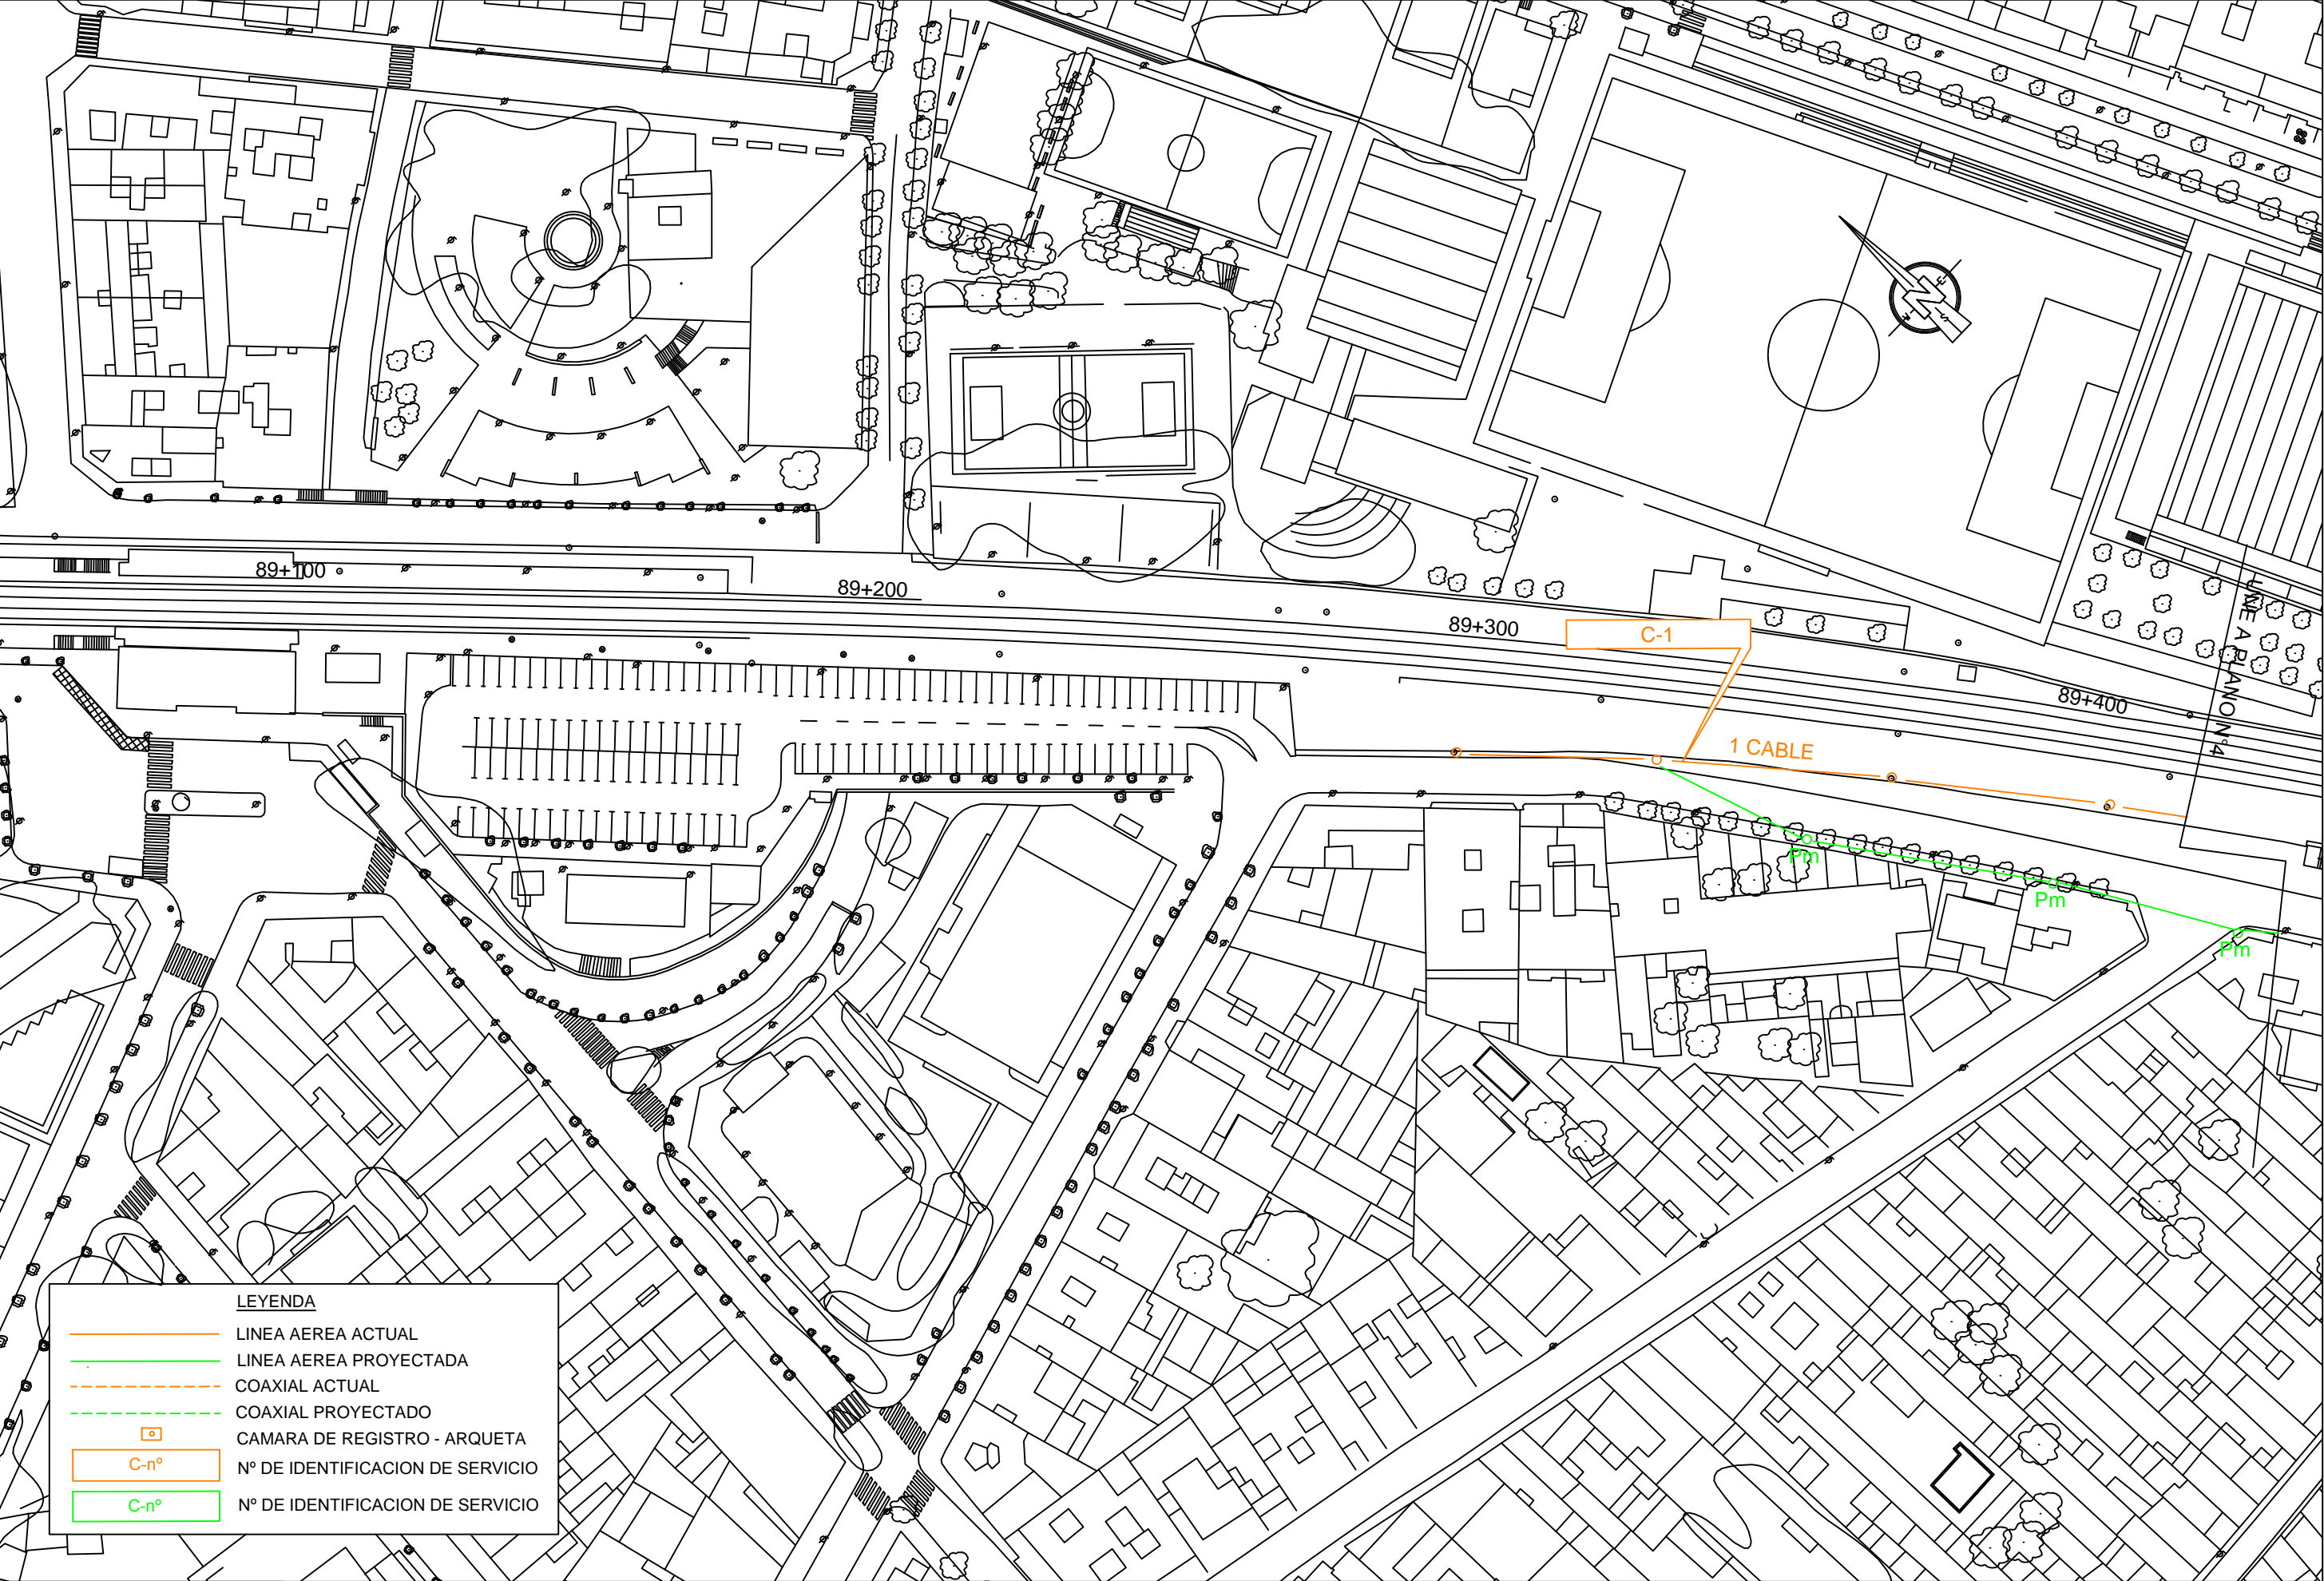 89+100
89+200
89+300
C-1
89+400
1 CABLE
UNE A PLANO Nº4
Pm
Pm
Pm
N
LEYENDA
LINEA AEREA ACTUAL
LINEA AEREA PROYECTADA
COAXIAL ACTUAL
COAXIAL PROYECTADO
CAMARA DE REGISTRO - ARQUETA
C-nº Nº DE IDENTIFICACION DE SERVICIO
C-nº Nº DE IDENTIFICACION DE SERVICIO